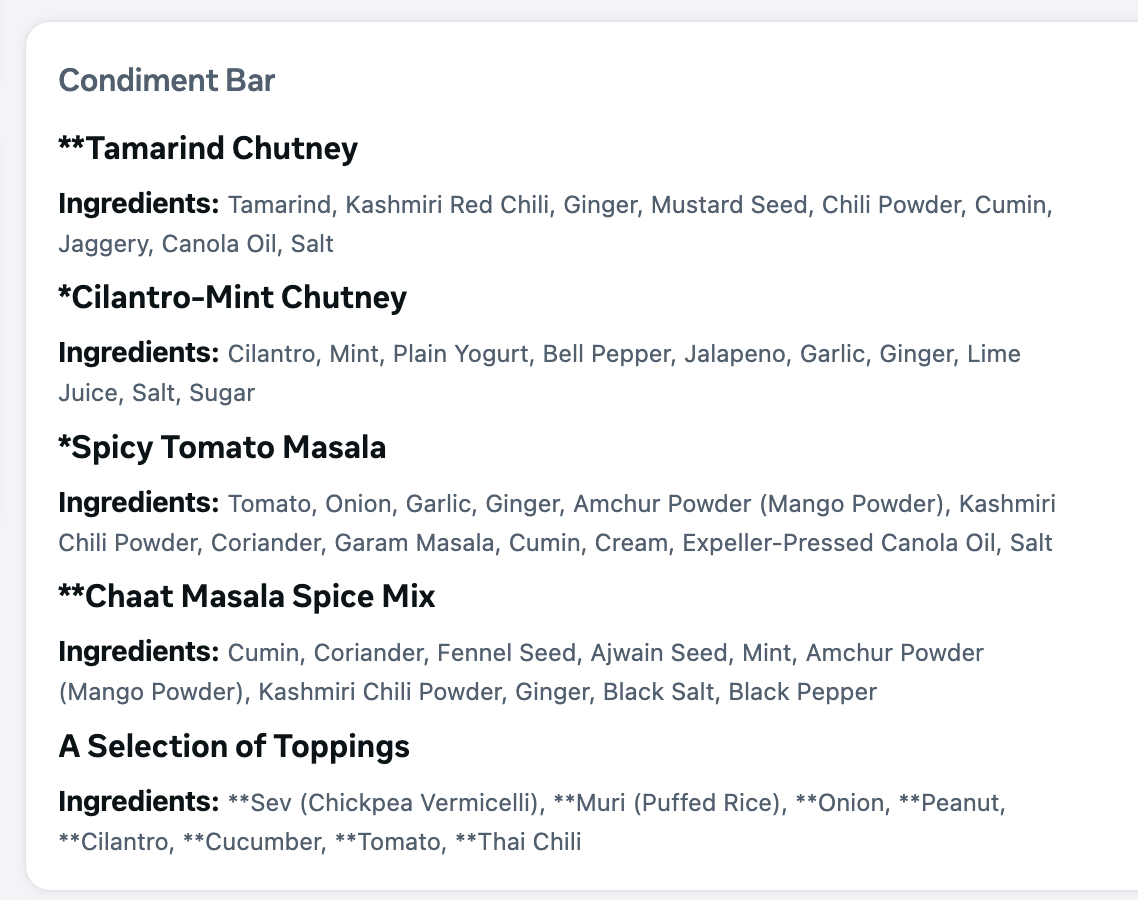 Condiment Bar
**Tamarind Chutney
Ingredients: Tamarind, Kashmiri Red Chili, Ginger, Mustard Seed, Chili Powder, Cumin,
Jaggery, Canola Oil, Salt
*Cilantro-Mint Chutney
Ingredients: Cilantro, Mint, Plain Yogurt, Bell Pepper, Jalapeno, Garlic, Ginger, Lime
Juice, Salt, Sugar
*Spicy Tomato Masala
Ingredients: Tomato, Onion, Garlic, Ginger, Amchur Powder (Mango Powder), Kashmiri
Chili Powder, Coriander, Garam Masala, Cumin, Cream, Expeller-Pressed Canola Oil, Salt
**Chaat Masala Spice Mix
Ingredients: Cumin, Coriander, Fennel Seed, Ajwain Seed, Mint, Amchur Powder
(Mango Powder), Kashmiri Chili Powder, Ginger, Black Salt, Black Pepper
A Selection of Toppings
Ingredients: **Sev (Chickpea Vermicelli), **Muri (Puffed Rice), **Onion, **Peanut,
**Cilantro, **Cucumber, **Tomato, **Thai Chili